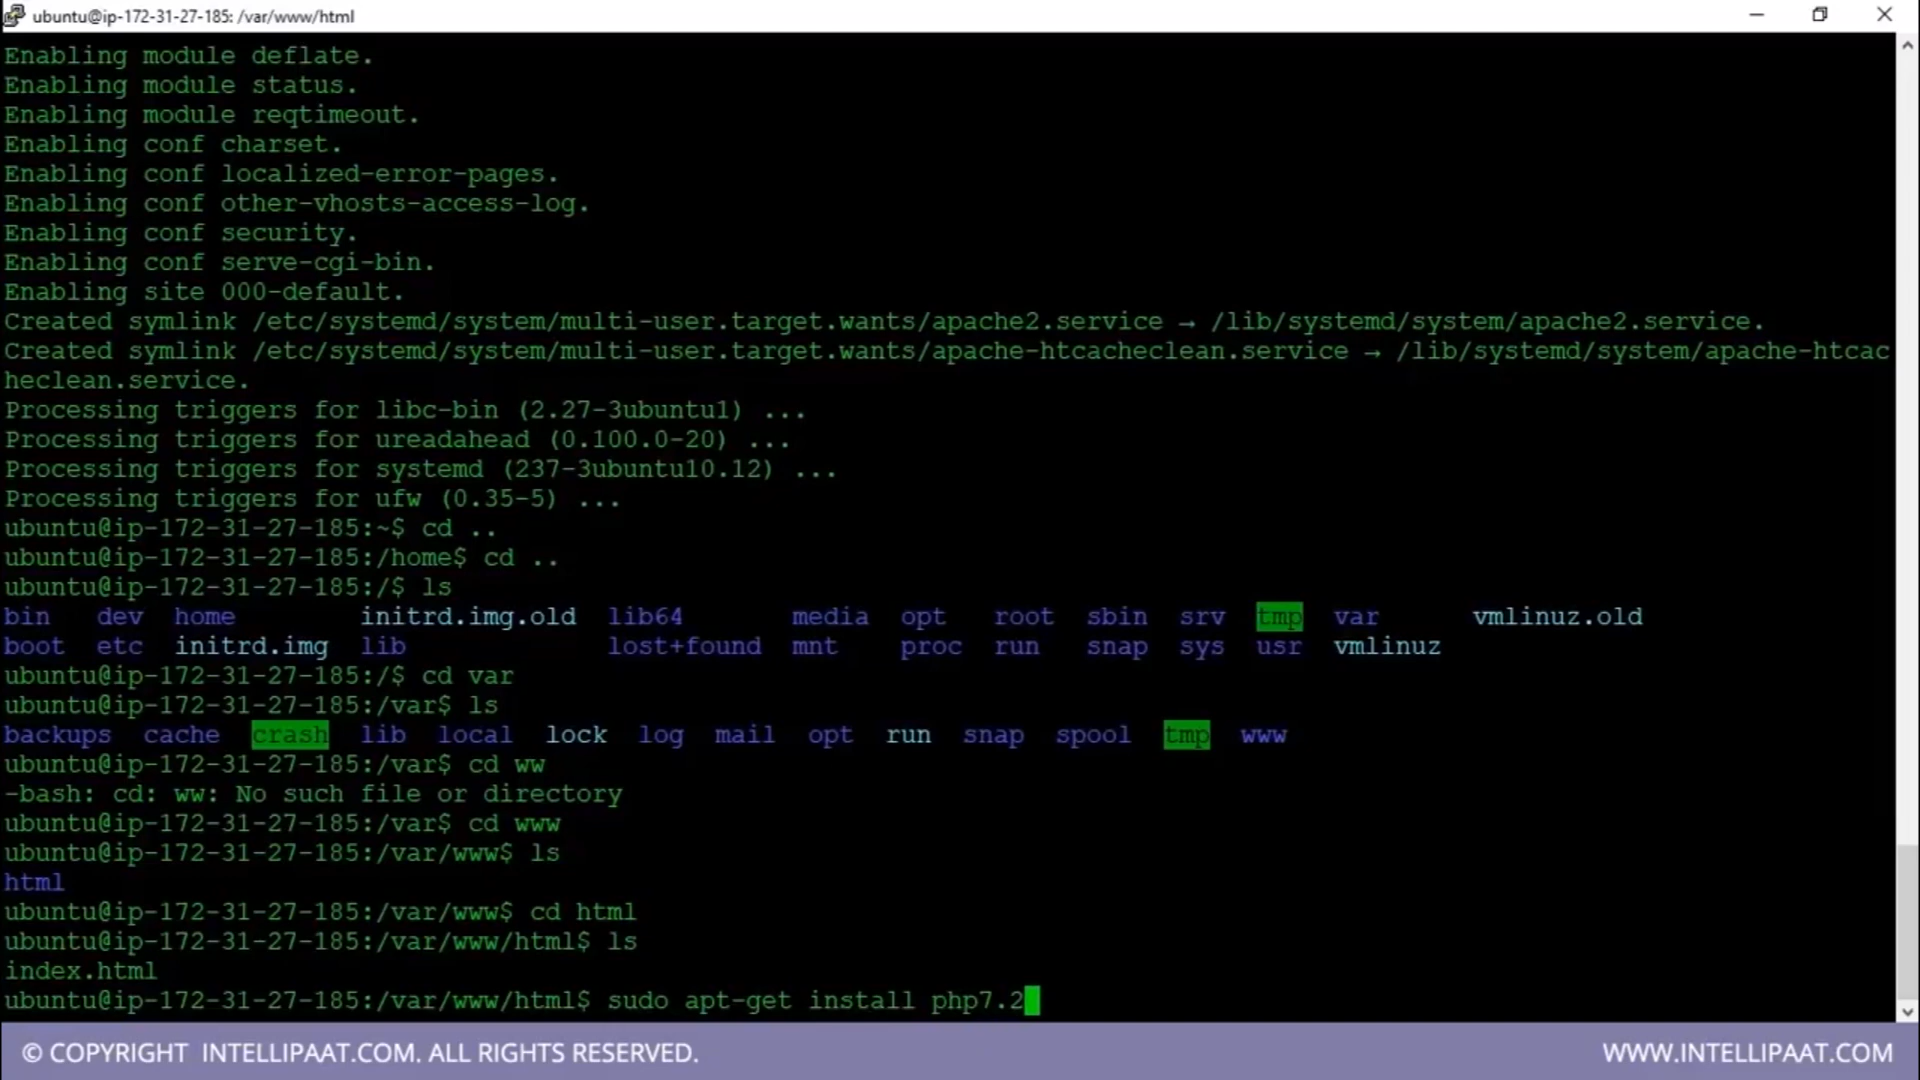 ubuntu@ip-172-31-27-185: /var/www/html
Enabling module deflate.
Enabling module status.
Enabling module reqtimeout.
Enabling conf charset.
Enabling conf localized-error-pages.
Enabling conf other-vhosts-access-log.
Enabling conf security.
Enabling conf serve-cgi-bin.
Enabling site 000-default.
Created symlink /etc/systemd/system/multi-user.target.wants/apache2.service → /lib/systemd/system/apache2.service.
Created symlink /etc/systemd/system/multi-user.target.wants/apache-htcacheclean.service → /lib/systemd/system/apache-htcac
heclean.service.
Processing triggers for libc-bin (2.27-3ubuntu1) ...
Processing triggers for ureadahead (0.100.0-20) ...
Processing triggers for systemd (237-3ubuntu10.12) ...
Processing triggers for ufw (0.35-5) ...
ubuntu@ip-172-31-27-185:~$ cd ..
ubuntu@ip-172-31-27-185:/home$ cd ..
ubuntu@ip-172-31-27-185:/$ ls
bin dev home initrd.img.old lib64 media opt root sbin srv tmp var vmlinuz.old
boot etc initrd.img lib lost+found mnt proc run snap sys usr vmlinuz
ubuntu@ip-172-31-27-185:/$ cd var
ubuntu@ip-172-31-27-185:/var$ ls
backups cache crash lib local lock log mail opt run snap spool tmp www
ubuntu@ip-172-31-27-185:/var$ cd ww
-bash: cd: ww: No such file or directory
ubuntu@ip-172-31-27-185:/var$ cd www
ubuntu@ip-172-31-27-185:/var/www$ ls
html
ubuntu@ip-172-31-27-185:/var/www$ cd html
ubuntu@ip-172-31-27-185:/var/www/html$ ls
index.html
ubuntu@ip-172-31-27-185:/var/www/html$ sudo apt-get install php7.2
© COPYRIGHT INTELLIPAAT.COM. ALL RIGHTS RESERVED.
WWW.INTELLIPAAT.COM